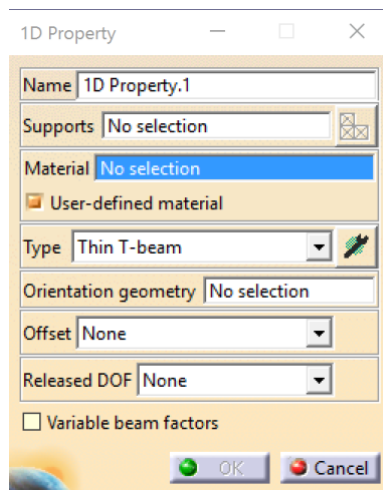 1D Property
Name 1D Property.1
Supports No selection
Material No selection
User-defined material
Type Thin T-beam
Orientation geometry No selection
Offset None
Released DOF None
Variable beam factors
OK Cancel